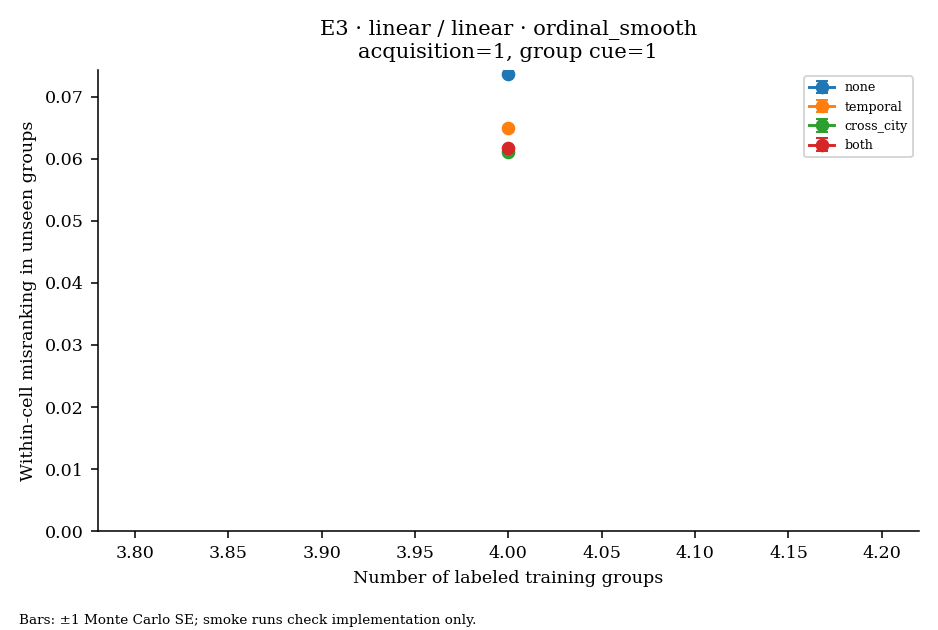 E3 · linear / linear · ordinal_smooth
acquisition=1, group cue=1
none
temporal
cross_city
both
Within-cell misranking in unseen groups
0.07
0.06
0.05
0.04
0.03
0.02
0.01
0.00
3.80 3.85 3.90 3.95 4.00 4.05 4.10 4.15 4.20
Number of labeled training groups
Bars: ±1 Monte Carlo SE; smoke runs check implementation only.